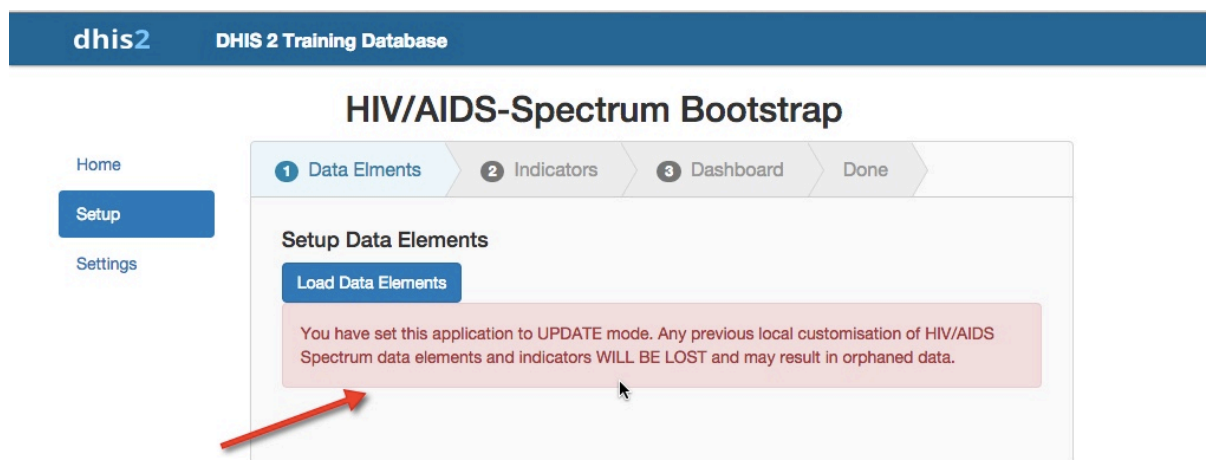 dhis2 DHIS 2 Training Database
HIV/AIDS-Spectrum Bootstrap
Home
Setup
Settings
1 Data Elments 2 Indicators 3 Dashboard Done
Setup Data Elements
Load Data Elements
You have set this application to UPDATE mode. Any previous local customisation of HIV/AIDS
Spectrum data elements and indicators WILL BE LOST and may result in orphaned data.